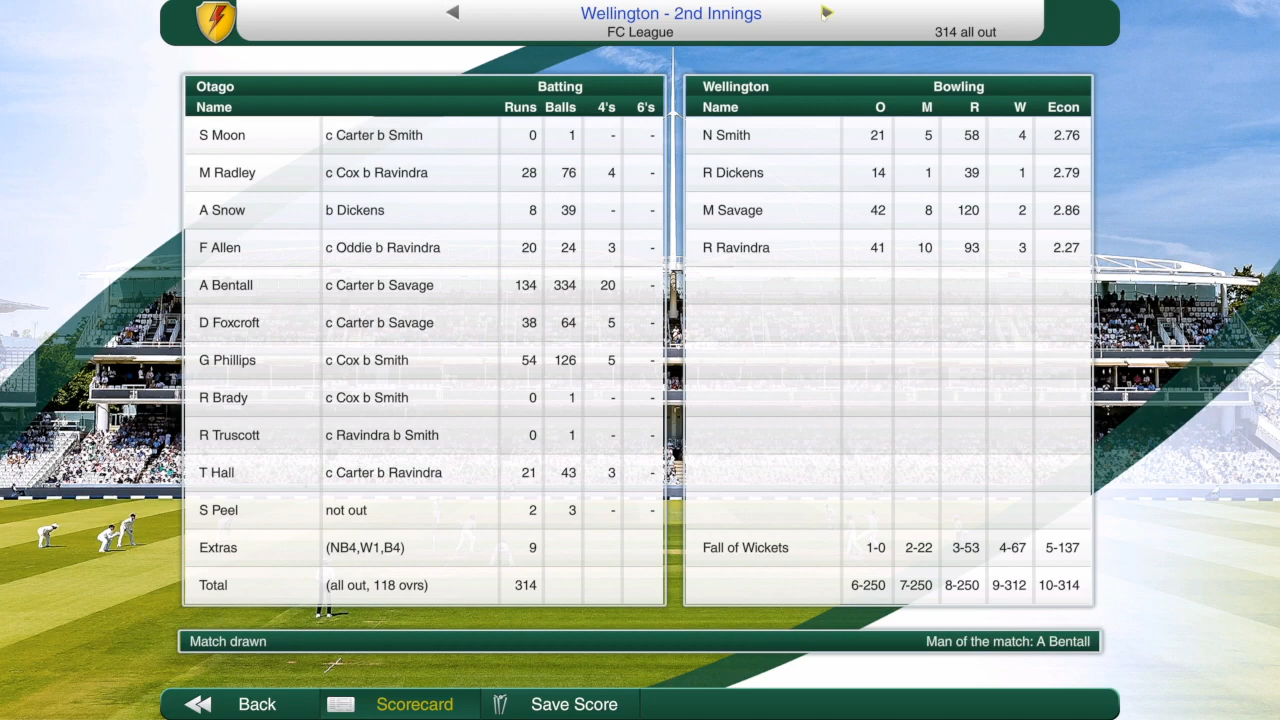 Wellington - 2nd Innings
FC League 314 all out
Otago Batting
Name Runs Balls 4's 6's
S Moon c Carter b Smith 0 1 - -
M Radley c Cox b Ravindra 28 76 4 -
A Snow b Dickens 8 39 - -
F Allen c Oddie b Ravindra 20 24 3 -
A Bentall c Carter b Savage 134 334 20 -
D Foxcroft c Carter b Savage 38 64 5 -
G Phillips c Cox b Smith 54 126 5 -
R Brady c Cox b Smith 0 1 - -
R Truscott c Ravindra b Smith 0 1 - -
T Hall c Carter b Ravindra 21 43 3 -
S Peel not out 2 3 - -
Extras (NB4,W1,B4) 9
Total (all out, 118 ovrs) 314
Wellington Bowling
Name O M R W Econ
N Smith 21 5 58 4 2.76
R Dickens 14 1 39 1 2.79
M Savage 42 8 120 2 2.86
R Ravindra 41 10 93 3 2.27
Fall of Wickets 1-0 2-22 3-53 4-67 5-137
6-250 7-250 8-250 9-312 10-314
Match drawn Man of the match: A Bentall
Back Scorecard Save Score